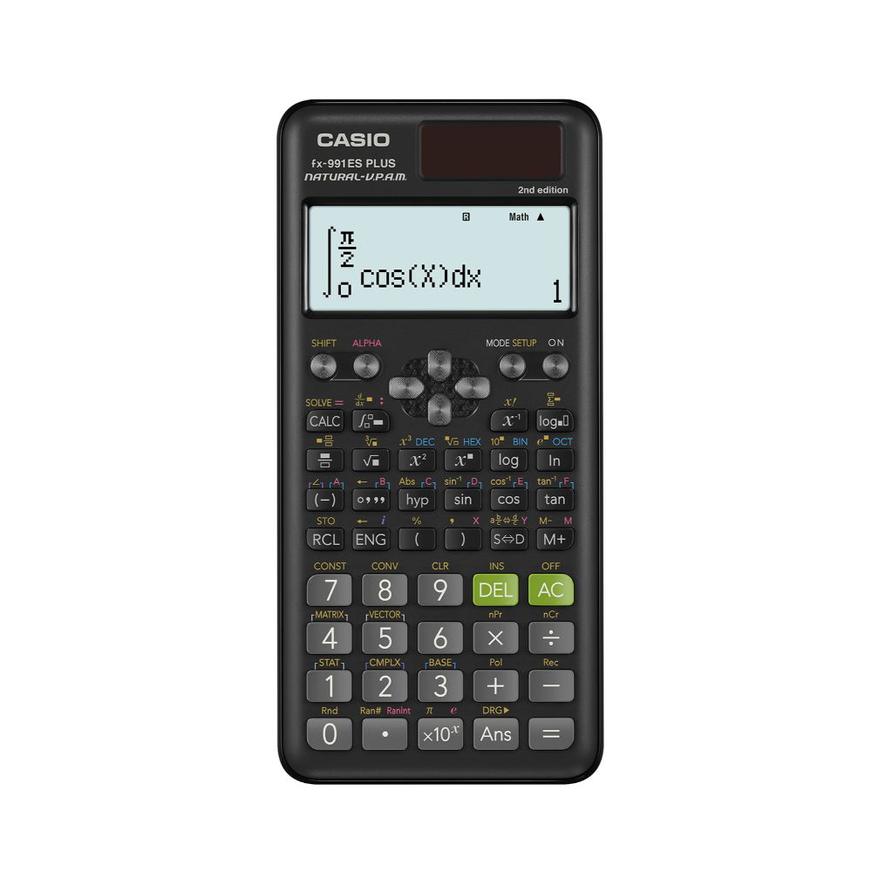 CASIO
fx-991ES PLUS
NATURAL-V.P.A.M.
2nd edition
R Math ▲
∫ π/2 0 cos(X)dx
1
SHIFT ALPHA MODE SETUP ON
SOLVE = d/dx■ : x! Σ■
CALC ∫■ x⁻¹ log■□
■■/■ ³√■ x³ DEC ■√□ HEX 10■ BIN e■ OCT
■/□ √■ x² x■ log ln
∠ A ← B Abs C sin⁻¹ D cos⁻¹ E tan⁻¹ F
(−) ° ’ ” hyp sin cos tan
STO ← i % , X a b/c⇔d/c Y M− M
RCL ENG ( ) S⇔D M+
CONST CONV CLR INS OFF
7 8 9 DEL AC
MATRIX VECTOR nPr nCr
4 5 6 × ÷
STAT CMPLX BASE Pol Rec
1 2 3 + −
Rnd Ran# RanInt π e DRG▶
0 • ×10ˣ Ans =